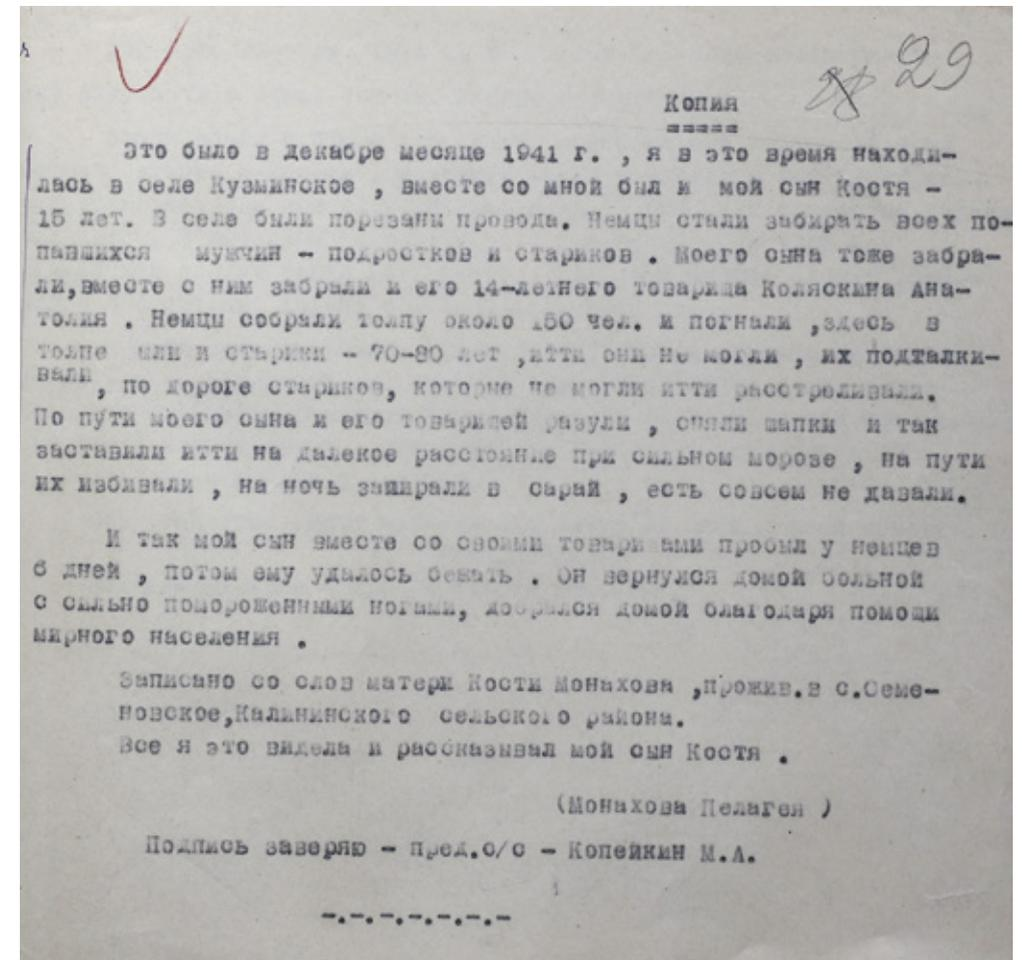 29
Копия
=====
Это было в декабре месяце 1941 г. , я в это время находи-
лась в селе Кузминское , вместе со мной был и мой сын Костя -
15 лет. В селе были порезаны провода. Немцы стали забирать всех по-
павшихся мужчин - подростков и стариков . Моего сына тоже забра-
ли,вместе с ним забрали и его 14-летнего товарища Коляскина Ана-
толия . Немцы собрали толпу около 150 чел. и погнали ,здесь в
толпе шли и старики - 70-80 лет ,итти они не могли , их подталки-
вали , по дороге стариков, которые не могли итти расстреливали.
По пути моего сына и его товарищей разули , сняли шапки и так
заставили итти на далекое расстояние при сильном морозе , на пути
их избивали , на ночь запирали в сарай , есть совсем не давали.
И так мой сын вместе со своими товарищами пробыл у немцев
6 дней , потом ему удалось бежать . Он вернулся домой больной
с сильно помороженными ногами, добрался домой благодаря помощи
мирного населения .
Записано со слов матери Кости Монахова ,прожив.в с.Семе-
новское,Калининского сельского района.
Все я это видела и рассказывал мой сын Костя .
(Монахова Пелагея )
Подпись заверяю - пред.с/с - Копейкин М.А.
-.-.-.-.-.-.-